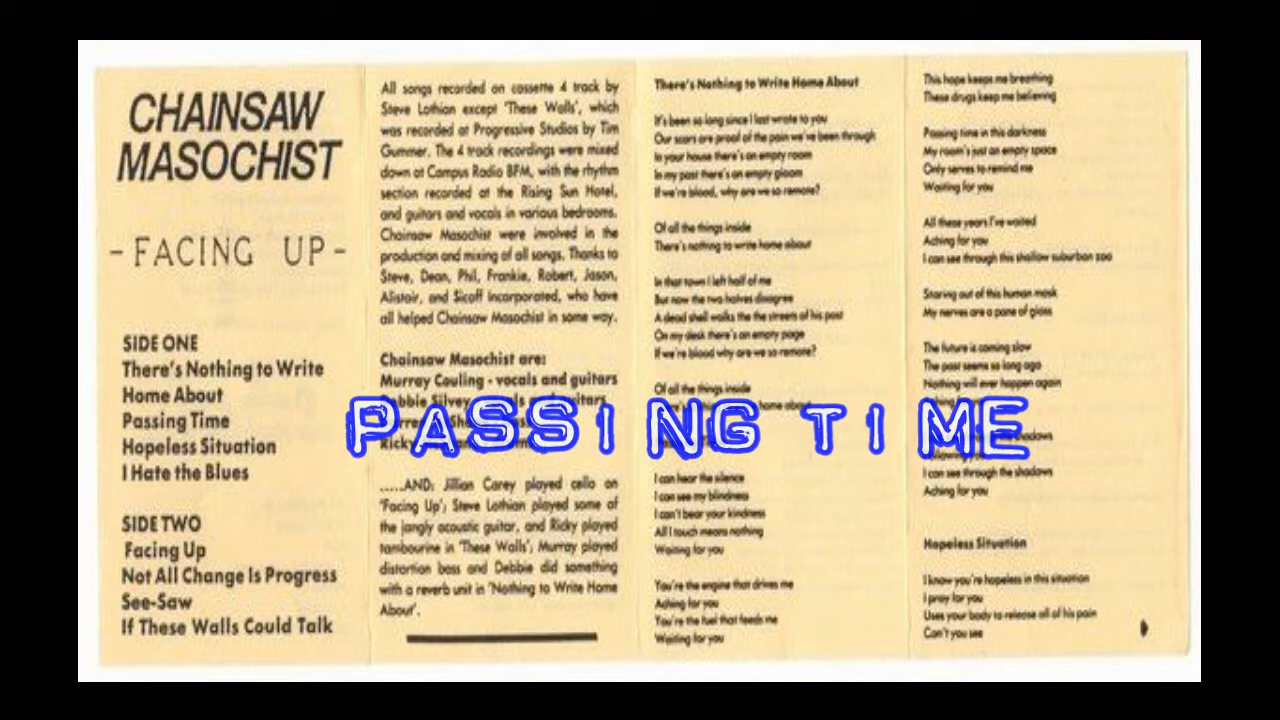 CHAINSAW
MASOCHIST
-FACING UP-
SIDE ONE
There's Nothing to Write
Home About
Passing Time
Hopeless Situation
I Hate the Blues
SIDE TWO
Facing Up
Not All Change Is Progress
See-Saw
If These Walls Could Talk
All songs recorded on cassette 4 track by
Steve Lothian except 'These Walls', which
was recorded at Progressive Studios by Tim
Gummer. The 4 track recordings were mixed
down at Campus Radio BFM, with the rhythm
section recorded at the Rising Sun Hotel,
and guitars and vocals in various bedrooms.
Chainsaw Masochist were involved in the
production and mixing of all songs. Thanks to
Steve, Dean, Phil, Frankie, Robert, Jason,
Alistair, and Sicoff Incorporated, who have
all helped Chainsaw Masochist in some way.
Chainsaw Masochist are:
Murray Couling - vocals and guitars
Debbie Silvey
Ricky
.....AND: Jillian Carey played cello on
'Facing Up'; Steve Lothian played some of
the jangly acoustic guitar, and Ricky played
tambourine in 'These Walls'; Murray played
distortion bass and Debbie did something
with a reverb unit in 'Nothing to Write Home
About'.
There's Nothing to Write Home About
It's been so long since I last wrote to you
Our scars are proof of the pain we've been through
In your house there's an empty room
In my past there's an empty gloom
If we're blood, why are we so remote?
Of all the things inside
There's nothing to write home about
In that town I left half of me
But now the two halves disagree
A dead shell walks the the streets of his past
On my desk there's an empty page
If we're blood why are we so remote?
Of all the things inside
home about
PASSING TIME
I can hear the silence
I can see my blindness
I can't bear your kindness
All I touch means nothing
Waiting for you
You're the engine that drives me
Aching for you
You're the fuel that feeds me
Waiting for you
This hope keeps me breathing
These drugs keep me believing
Passing time in this darkness
My room's just an empty space
Only serves to remind me
Waiting for you
All these years I've waited
Aching for you
I can see through this shallow suburban zoo
Staring out of this human mask
My nerves are a pane of glass
The future is coming slow
The past seems so long ago
Nothing will ever happen again
shadows
I can see through the shadows
Aching for you
Hopeless Situation
I know you're hopeless in this situation
I pray for you
Uses your body to release all of his pain
Can't you see